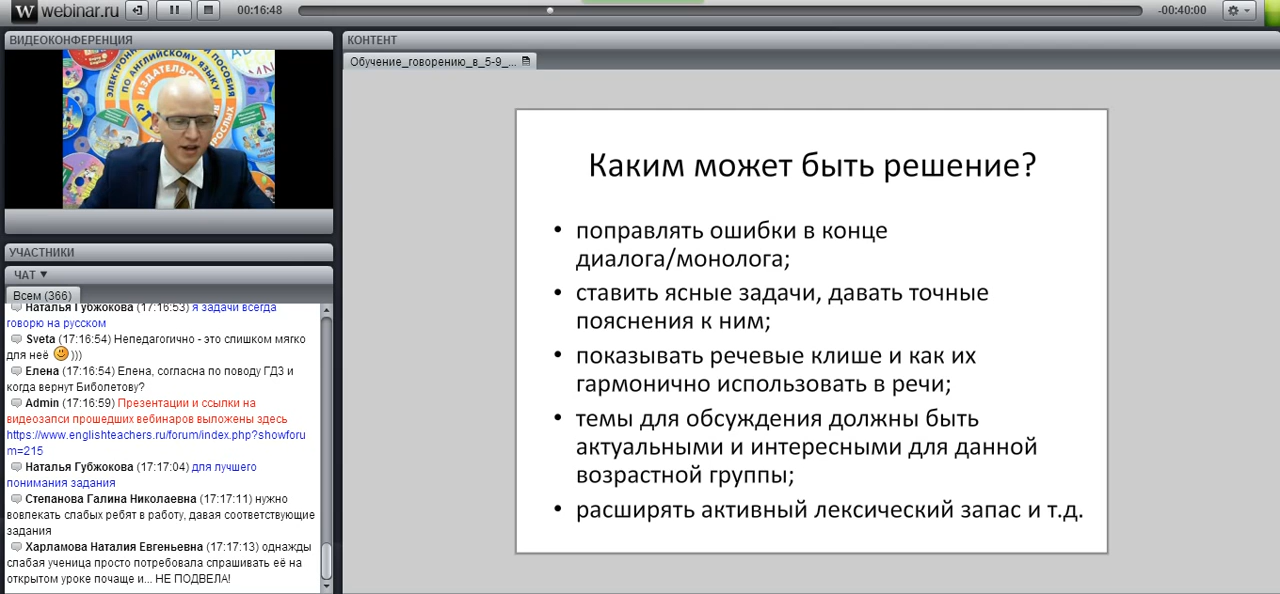 W webinar.ru
00:16:48
-00:40:00
ВИДЕОКОНФЕРЕНЦИЯ
ЭЛЕКТРОННЫЕ
ПОСОБИЯ
ПО АНГЛИЙСКОМУ ЯЗЫКУ
ИЗДАТЕЛЬС
УЧАСТНИКИ
ЧАТ ▼
Всем (366)
Наталья Губжокова (17:16:53) я задачи всегда
говорю на русском
Sveta (17:16:54) Непедагогично - это слишком мягко
для неё )))
Елена (17:16:54) Елена, согласна по поводу ГДЗ и
когда вернут Биболетову?
Admin (17:16:59) Презентации и ссылки на
видеозапси прошедших вебинаров выложены здесь
https://www.englishteachers.ru/forum/index.php?showforu
m=215
Наталья Губжокова (17:17:04) для лучшего
понимания задания
Степанова Галина Николаевна (17:17:11) нужно
вовлекать слабых ребят в работу, давая соответствующие
задания
Харламова Наталия Евгеньевна (17:17:13) однажды
слабая ученица просто потребовала спрашивать её на
открытом уроке почаще и... НЕ ПОДВЕЛА!
КОНТЕНТ
Обучение_говорению_в_5-9_...
Каким может быть решение?
• поправлять ошибки в конце
диалога/монолога;
• ставить ясные задачи, давать точные
пояснения к ним;
• показывать речевые клише и как их
гармонично использовать в речи;
• темы для обсуждения должны быть
актуальными и интересными для данной
возрастной группы;
• расширять активный лексический запас и т.д.